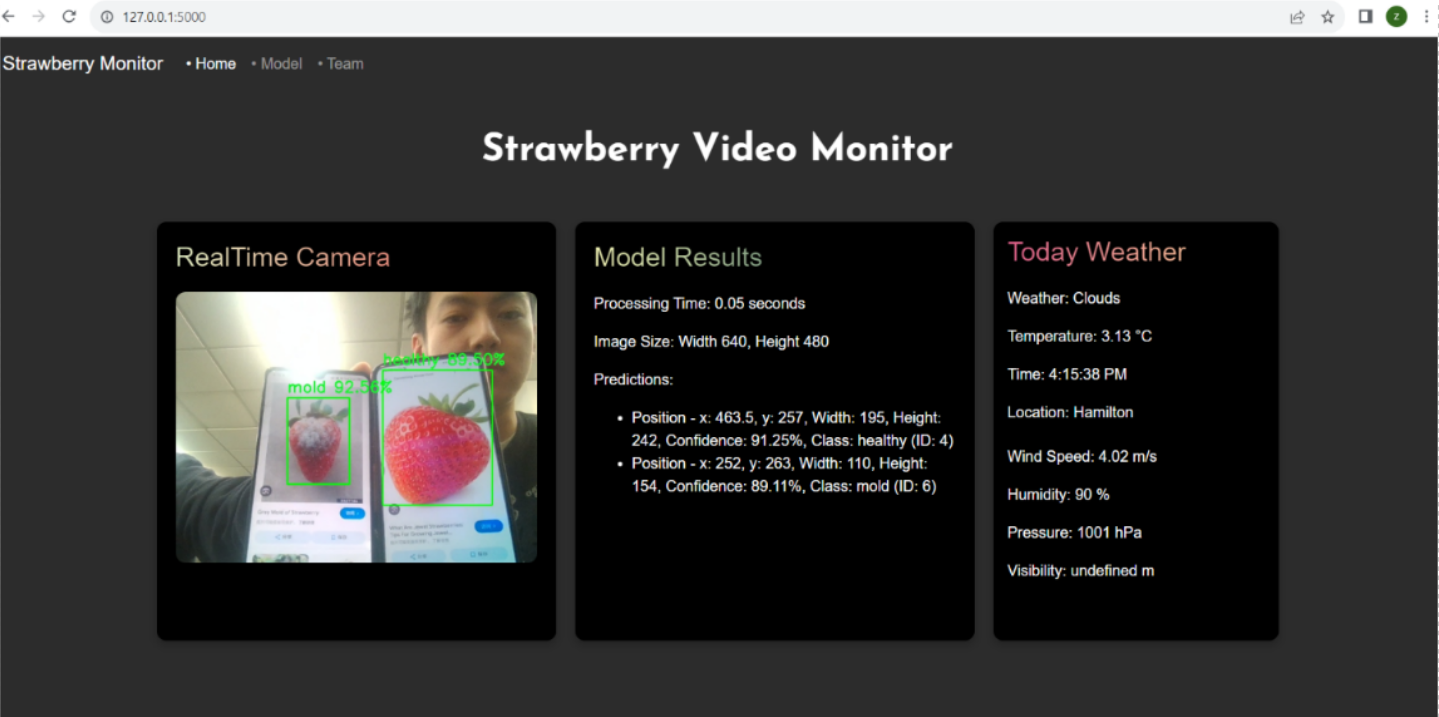 127.0.0.1:5000
Z
Strawberry Monitor • Home • Model • Team
Strawberry Video Monitor
RealTime Camera
healthy 89.50%
mold 92.58%
Model Results
Processing Time: 0.05 seconds
Image Size: Width 640, Height 480
Predictions:
• Position - x: 463.5, y: 257, Width: 195, Height:
242, Confidence: 91.25%, Class: healthy (ID: 4)
• Position - x: 252, y: 263, Width: 110, Height:
154, Confidence: 89.11%, Class: mold (ID: 6)
Today Weather
Weather: Clouds
Temperature: 3.13 °C
Time: 4:15:38 PM
Location: Hamilton
Wind Speed: 4.02 m/s
Humidity: 90 %
Pressure: 1001 hPa
Visibility: undefined m